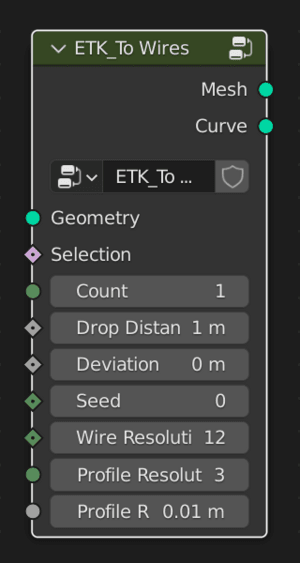 ETK_To Wires
Mesh
Curve
ETK_To ...
Geometry
Selection
Count 1
Drop Distan 1 m
Deviation 0 m
Seed 0
Wire Resoluti 12
Profile Resolut 3
Profile R 0.01 m